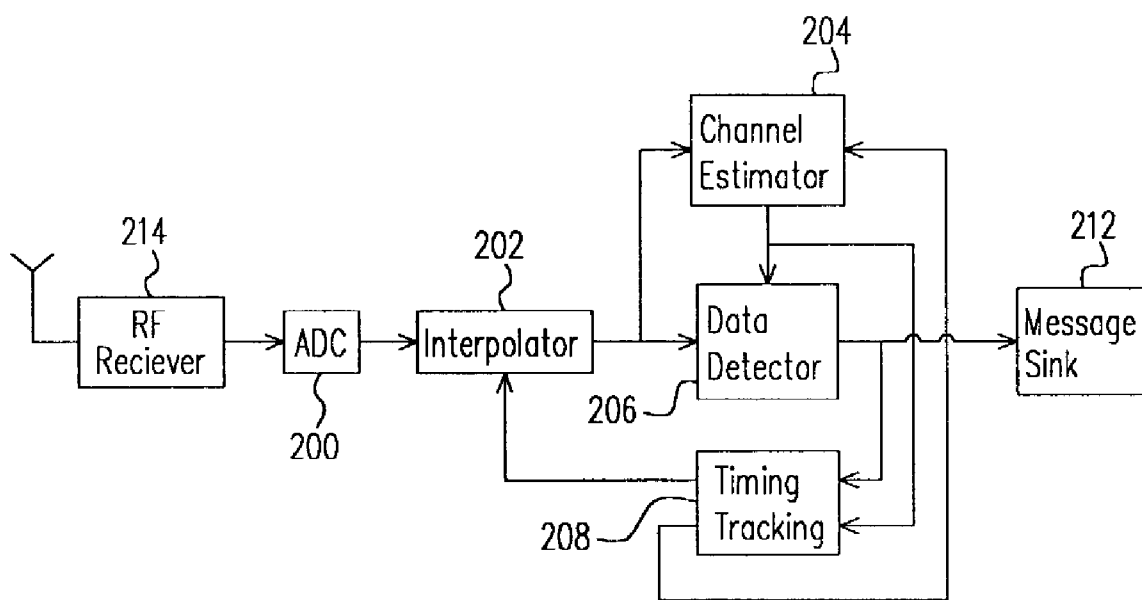 204
Channel
Estimator
214
202
212
RF
Reciever
ADC
Interpolator
Data
Detector
Message
Sink
206
200
Timing
Tracking
208